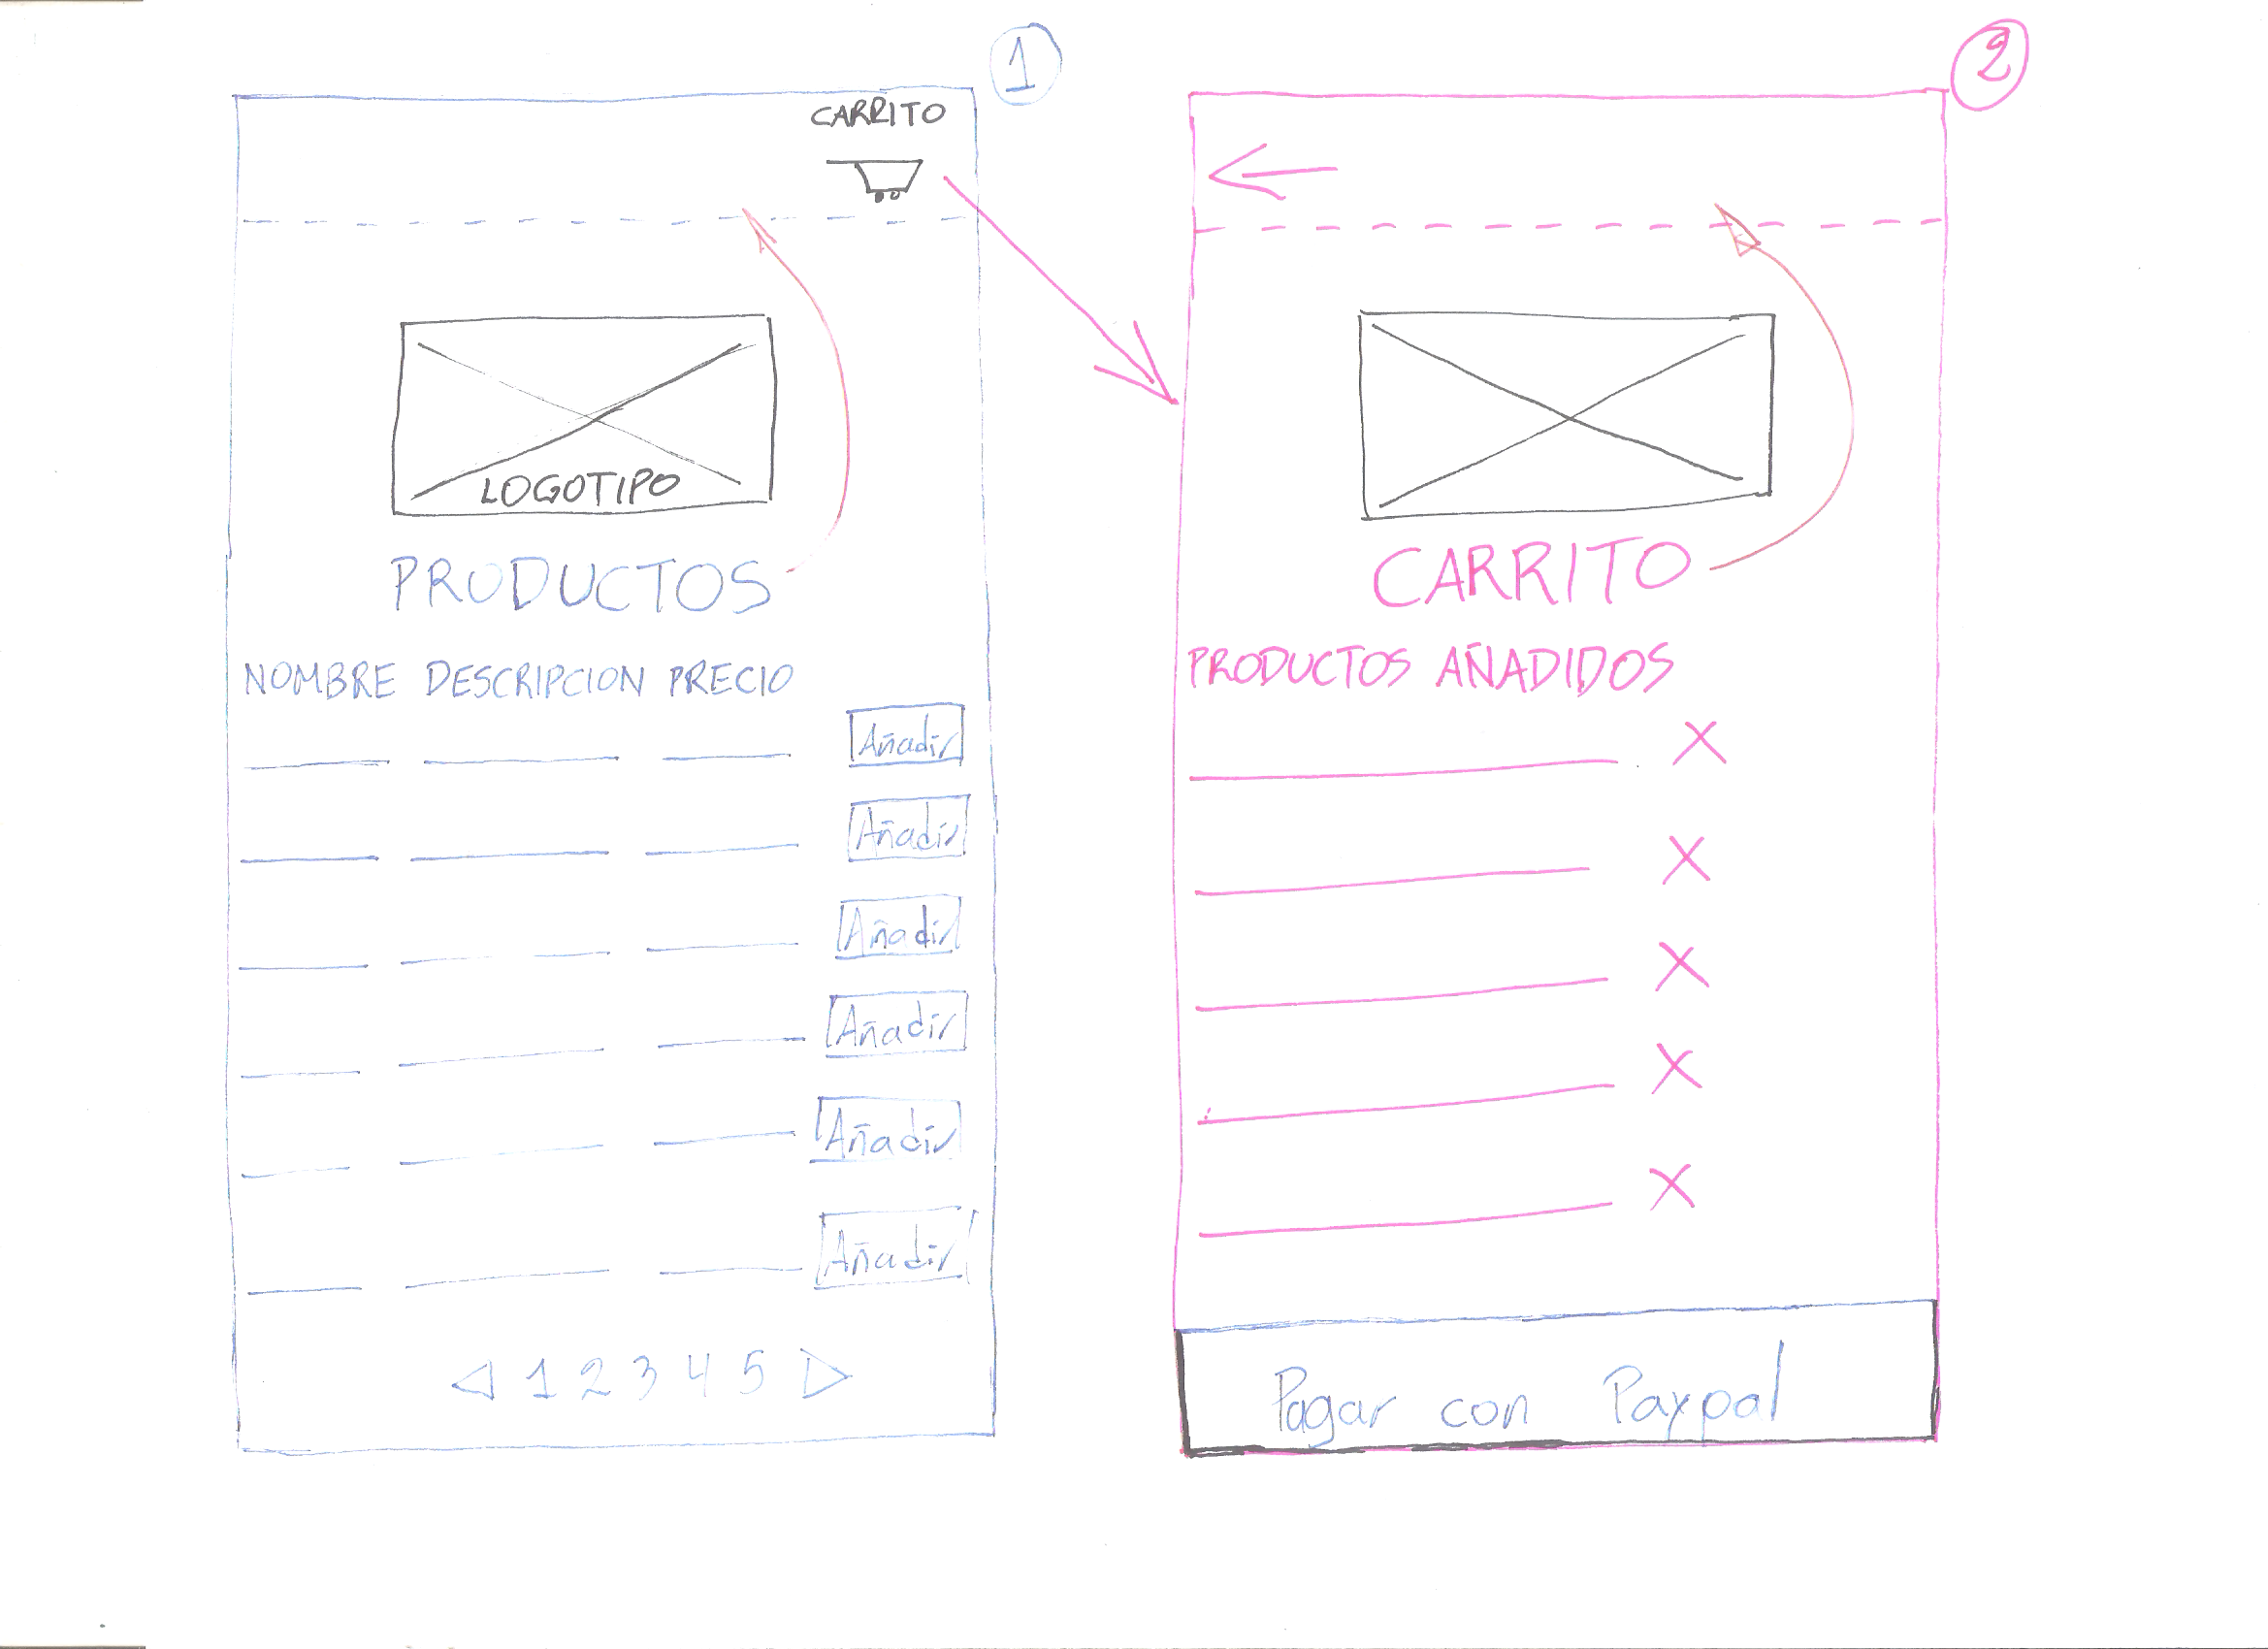 1
CARRITO
LOGOTIPO
PRODUCTOS
NOMBRE DESCRIPCION PRECIO
Añadir
Añadir
Añadir
Añadir
Añadir
Añadir
1 2 3 4 5
2
CARRITO
PRODUCTOS AÑADIDOS
X
X
X
X
X
Pagar con Paypal